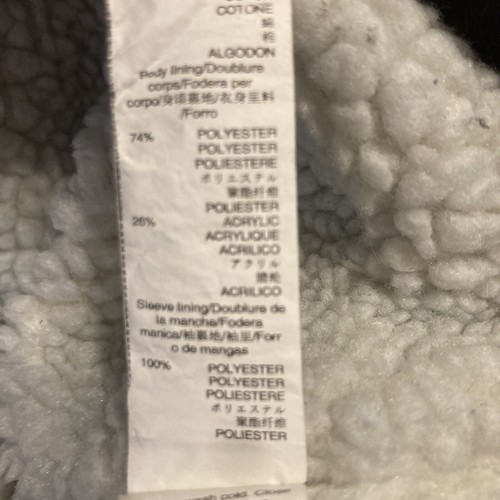 COTONE
綿
棉
ALGODON
Body lining/Doublure
corps/Fodera per
corpo/身頃裏地/衣身里料
/Forro
74% POLYESTER
POLYESTER
POLIESTERE
ポリエステル
聚酯纤维
POLIESTER
26% ACRYLIC
ACRYLIQUE
ACRILICO
アクリル
腈纶
ACRILICO
Sleeve lining/Doublure de
la manche/Fodera
manica/袖裏地/袖里/Forr
o de mangas
100% POLYESTER
POLYESTER
POLIESTERE
ポリエステル
聚酯纤维
POLIESTER
wash cold. Close